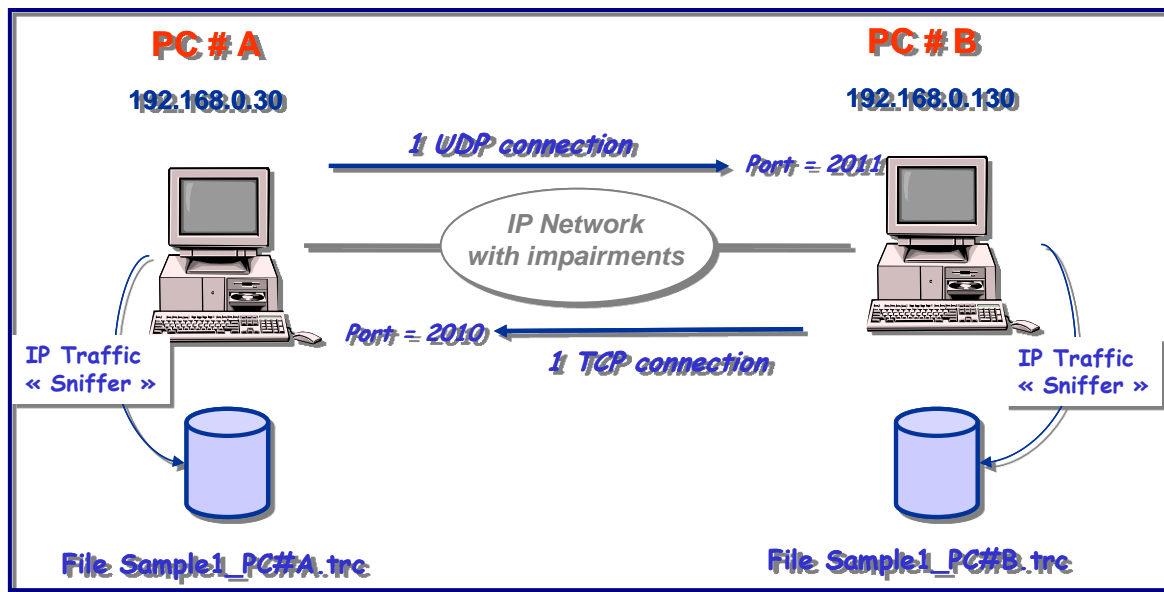 PC # A
PC # B
192.168.0.30
192.168.0.130
1 UDP connection
Port = 2011
IP Network
with impairments
Port = 2010
1 TCP connection
IP Traffic
« Sniffer »
IP Traffic
« Sniffer »
File Sample1_PC#A.trc
File Sample1_PC#B.trc